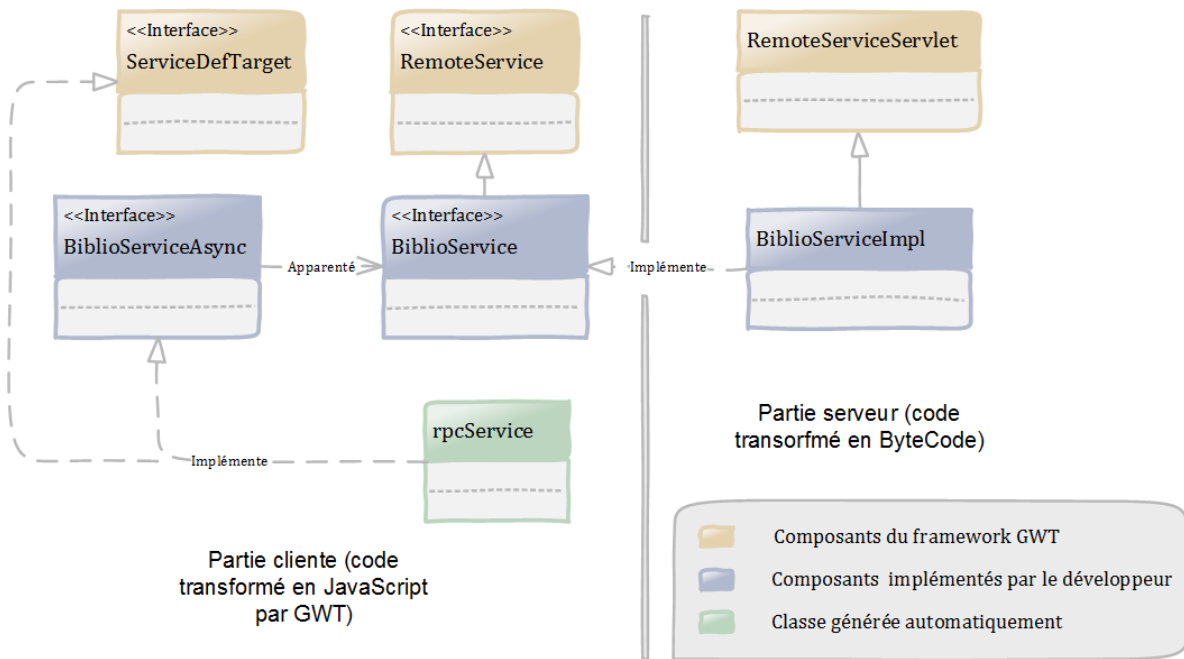 <<Interface>>
ServiceDefTarget
<<Interface>>
RemoteService
RemoteServiceServlet
<<Interface>>
BiblioServiceAsync
Apparenté
<<Interface>>
BiblioService
Implémente
BiblioServiceImpl
rpcService
Implémente
Partie cliente (code
transformé en JavaScript
par GWT)
Partie serveur (code
transorfmé en ByteCode)
Composants du framework GWT
Composants implémentés par le développeur
Classe générée automatiquement